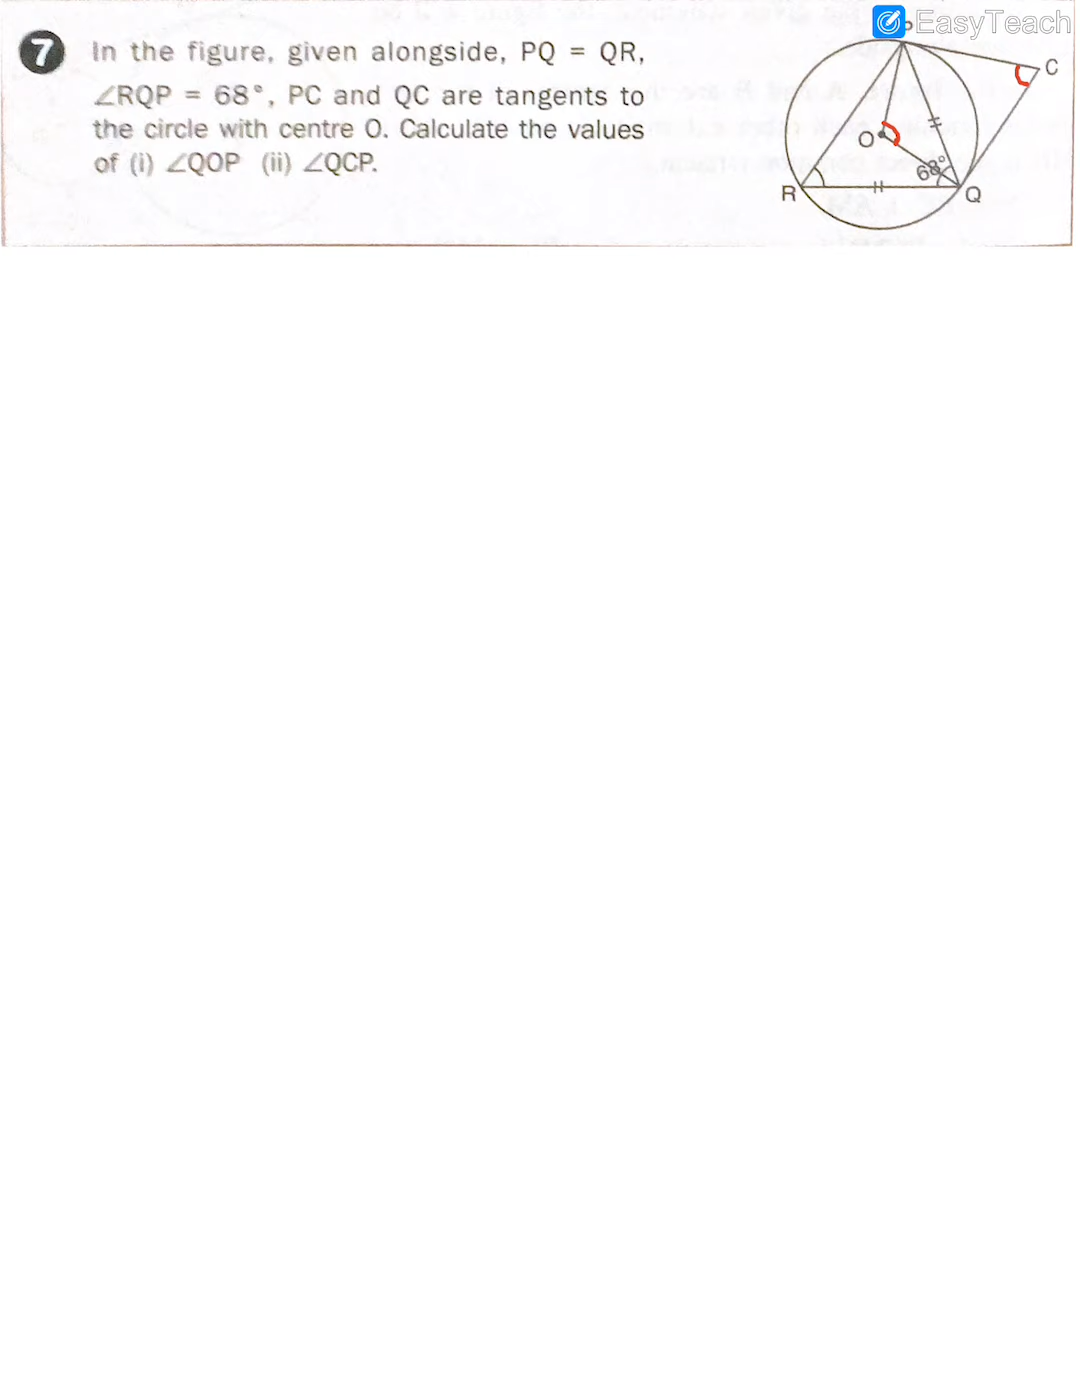 EasyTeach
7 In the figure, given alongside, PQ = QR,
∠RQP = 68°, PC and QC are tangents to
the circle with centre O. Calculate the values
of (i) ∠QOP (ii) ∠QCP.
C
O
68°
R
Q